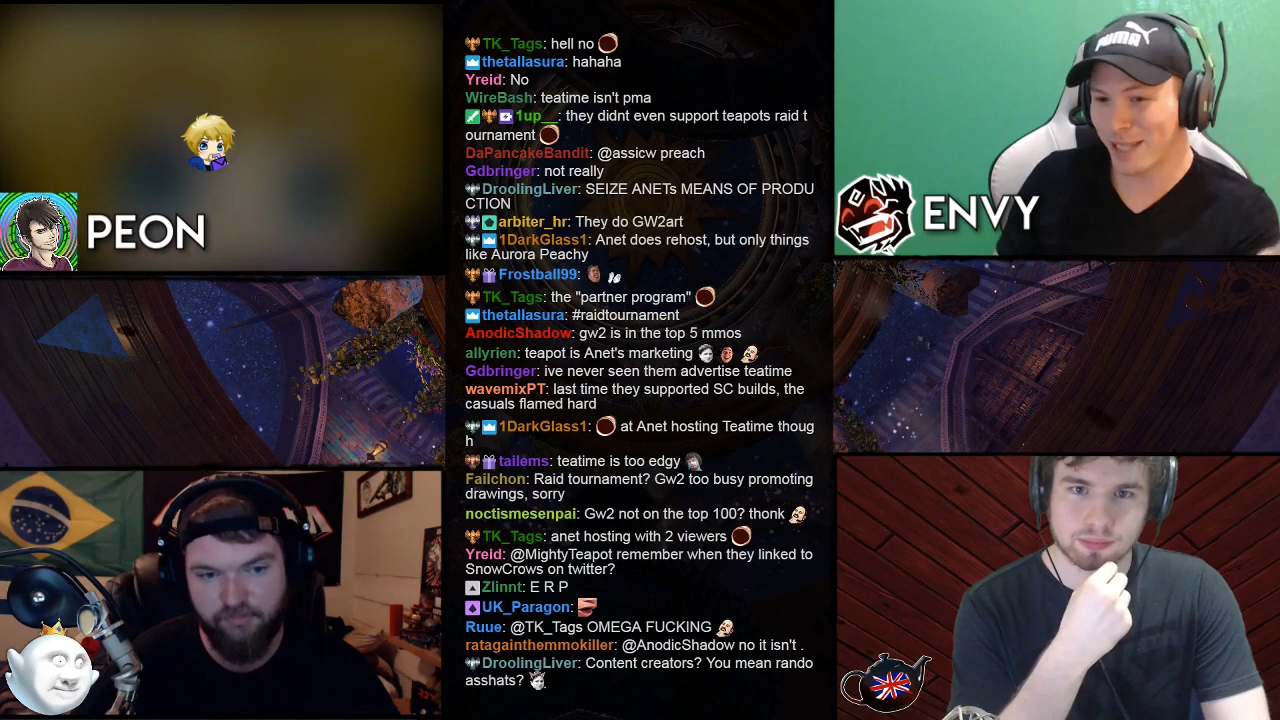 PEON
TK_Tags: hell no
thetallasura: hahaha
Yreid: No
WireBash: teatime isn't pma
1up__: they didnt even support teapots raid t
ournament
DaPancakeBandit: @assicw preach
Gdbringer: not really
DroolingLiver: SEIZE ANETs MEANS OF PRODU
CTION
arbiter_hr: They do GW2art
1DarkGlass1: Anet does rehost, but only things
like Aurora Peachy
Frostball99:
TK_Tags: the "partner program"
thetallasura: #raidtournament
AnodicShadow: gw2 is in the top 5 mmos
allyrien: teapot is Anet's marketing
Gdbringer: ive never seen them advertise teatime
wavemixPT: last time they supported SC builds, the
casuals flamed hard
1DarkGlass1: at Anet hosting Teatime thoug
h
tailems: teatime is too edgy
Failchon: Raid tournament? Gw2 too busy promoting
drawings, sorry
noctismesenpai: Gw2 not on the top 100? thonk
TK_Tags: anet hosting with 2 viewers
Yreid: @MightyTeapot remember when they linked to
SnowCrows on twitter?
Zlinnt: E R P
UK_Paragon:
Ruue: @TK_Tags OMEGA FUCKING
ratagainthemmokiller: @AnodicShadow no it isn't .
DroolingLiver: Content creators? You mean rando
asshats?
PUMA
ENVY